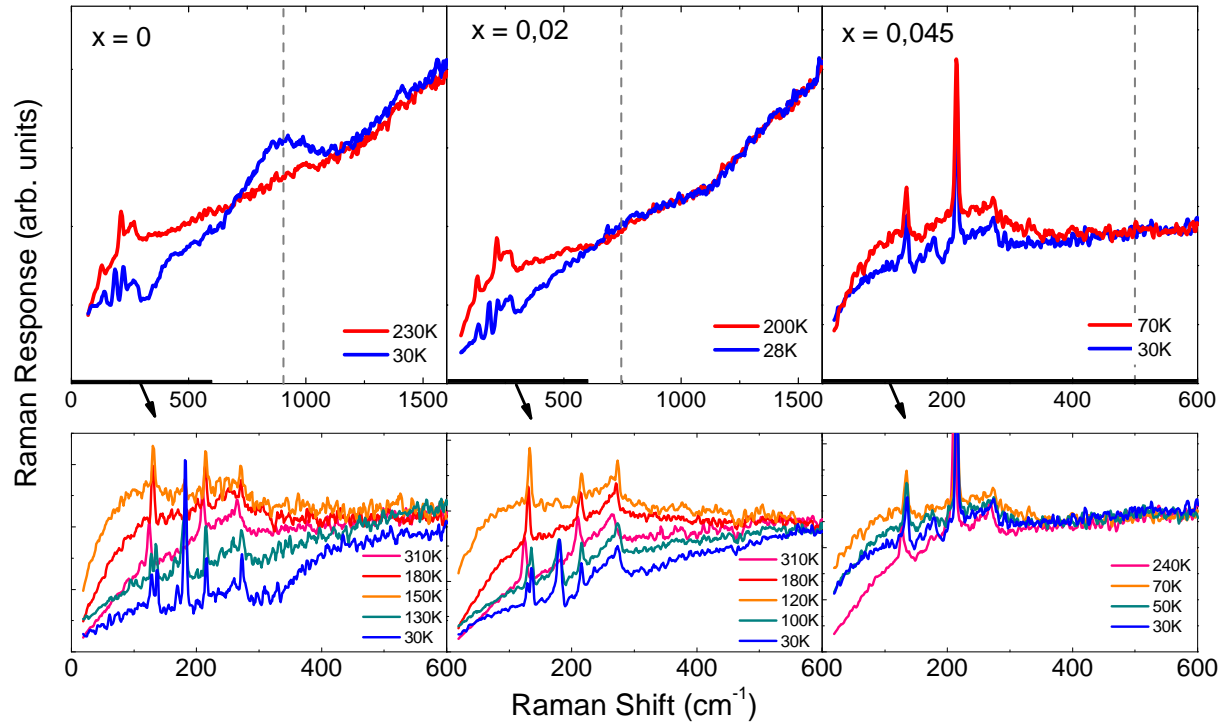 Raman Response (arb. units)
x = 0
230K
30K
0 500 1000 1500
x = 0,02
200K
28K
500 1000 1500
x = 0,045
70K
30K
200 400 600
310K
180K
150K
130K
30K
0 200 400 600
310K
180K
120K
100K
30K
200 400 600
240K
70K
50K
30K
200 400 600
Raman Shift (cm⁻¹)